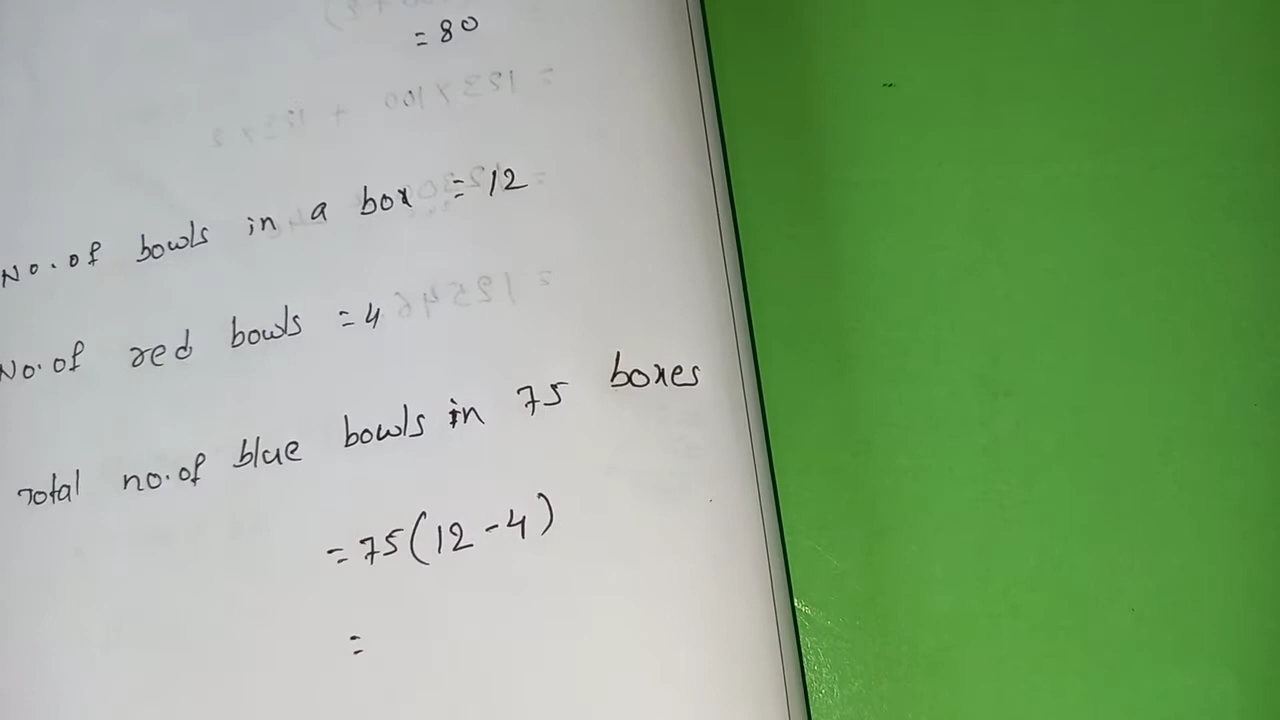 = 80
No. of bowls in a box = 12
No. of red bowls = 4
Total no. of blue bowls in 75 boxes
= 75 (12 - 4)
=